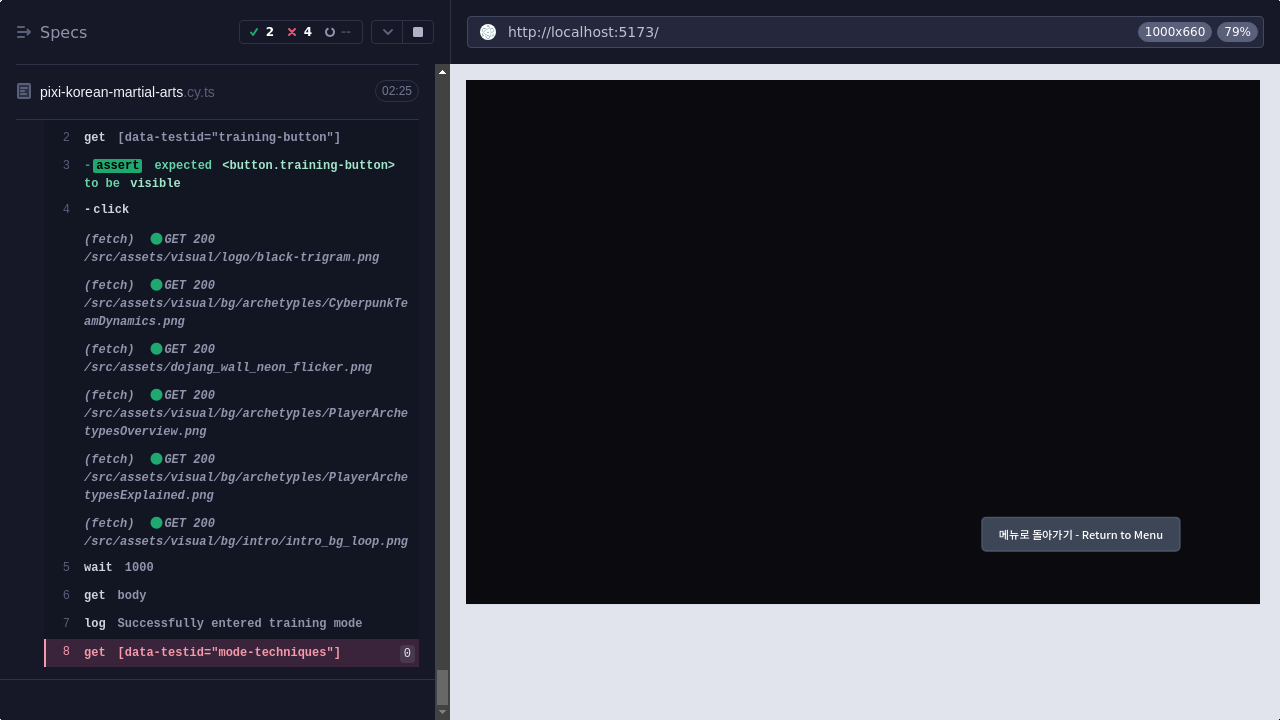 Specs
2
4
--
http://localhost:5173/
1000x660
79%
pixi-korean-martial-arts.cy.ts
02:25
2 get [data-testid="training-button"]
3 -assert expected <button.training-button>
to be visible
4 -click
(fetch) GET 200
/src/assets/visual/logo/black-trigram.png
(fetch) GET 200
/src/assets/visual/bg/archetyples/CyberpunkTe
amDynamics.png
(fetch) GET 200
/src/assets/dojang_wall_neon_flicker.png
(fetch) GET 200
/src/assets/visual/bg/archetyples/PlayerArche
typesOverview.png
(fetch) GET 200
/src/assets/visual/bg/archetyples/PlayerArche
typesExplained.png
(fetch) GET 200
/src/assets/visual/bg/intro/intro_bg_loop.png
5 wait 1000
6 get body
7 log Successfully entered training mode
8 get [data-testid="mode-techniques"] 0
메뉴로 돌아가기 - Return to Menu